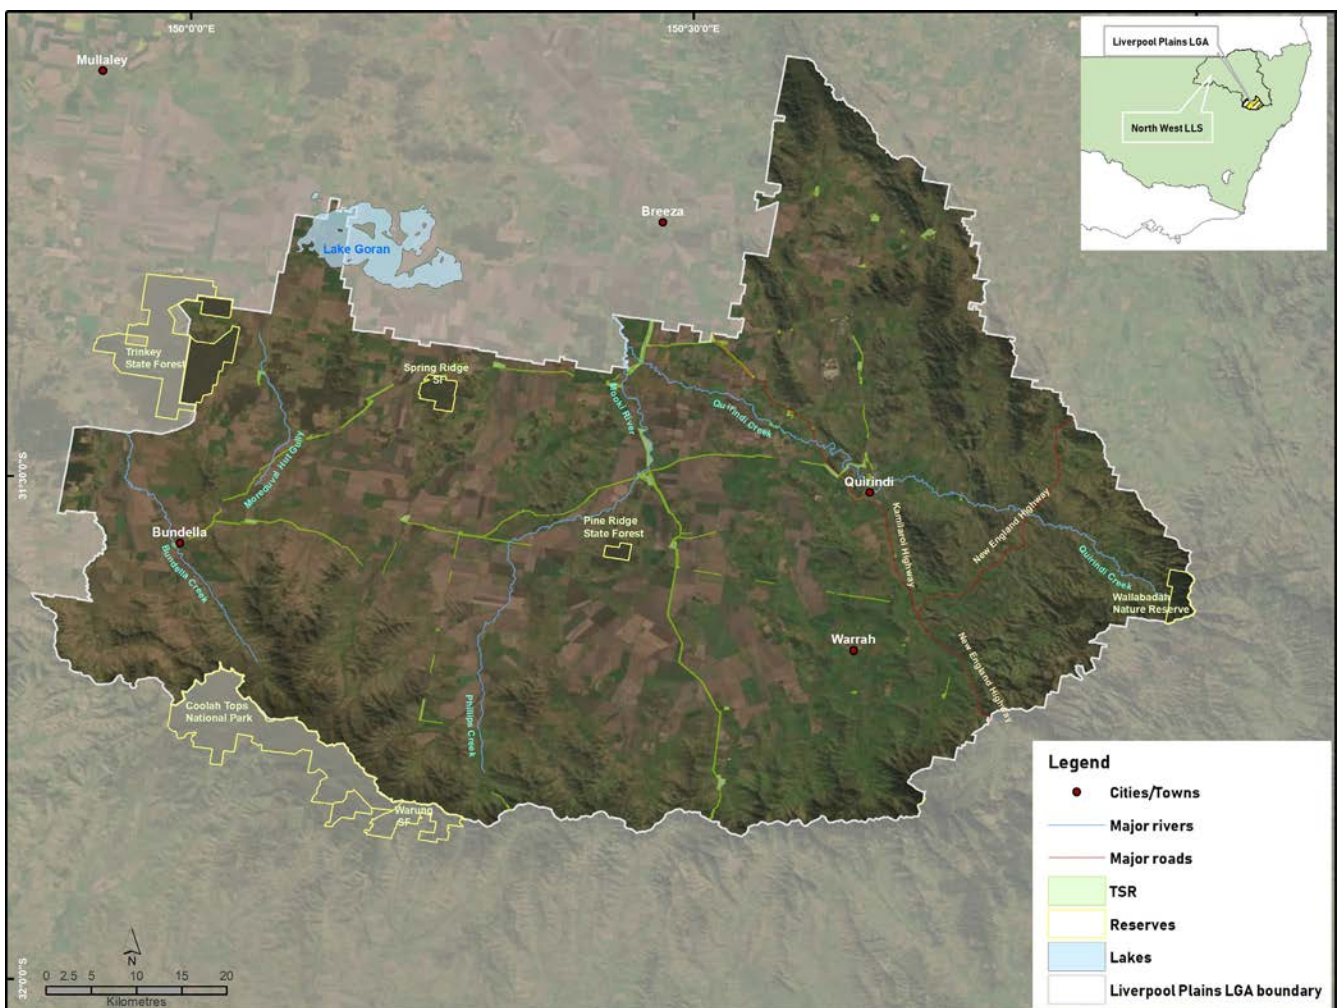 150°0'0"E
150°30'0"E
Mullaley
Liverpool Plains LGA
North West LLS
Breeza
Lake Goran
Trinkey
State Forest
Spring Ridge
SF
Mooki River
Quirindi Creek
Moreduval Hut Gully
31°30'0"S
Quirindi
Bundella
Pine Ridge
State Forest
Kamilaroi Highway
New England Highway
Bundella Creek
Quirindi Creek
Wallabadah
Nature Reserve
Warrah
New England Highway
Coolah Tops
National Park
Phillips Creek
Warung
SF
32°0'0"S
N
0 2.5 5 10 15 20
Kilometres
Legend
Cities/Towns
Major rivers
Major roads
TSR
Reserves
Lakes
Liverpool Plains LGA boundary